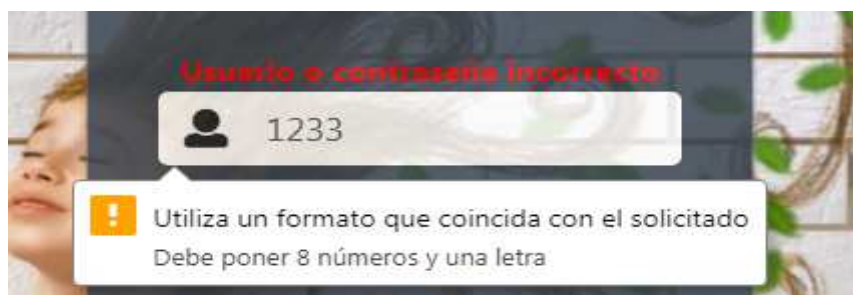 Usuario o contraseña incorrecto
1233
Utiliza un formato que coincida con el solicitado
Debe poner 8 números y una letra